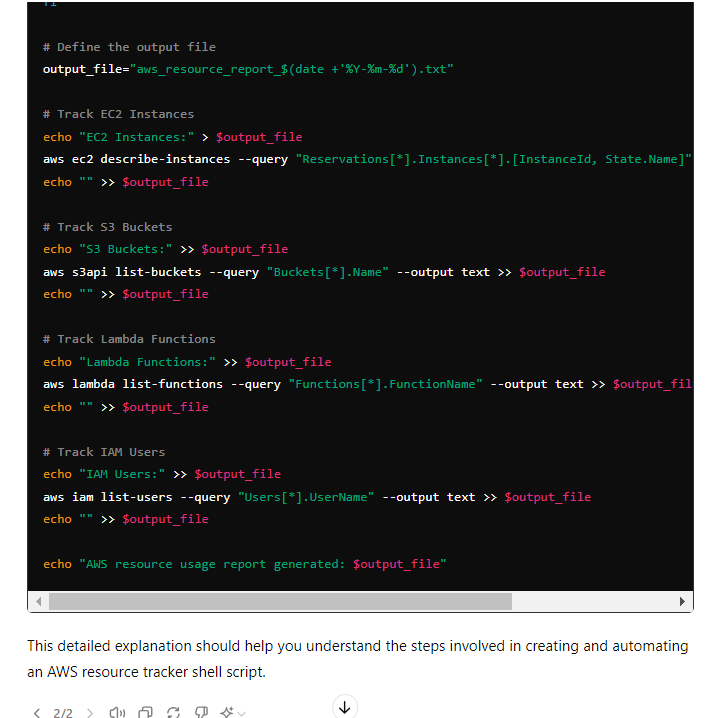 # Define the output file
output_file="aws_resource_report_$(date +'%Y-%m-%d').txt"
# Track EC2 Instances
echo "EC2 Instances:" > $output_file
aws ec2 describe-instances --query "Reservations[*].Instances[*].[InstanceId, State.Name]"
echo "" >> $output_file
# Track S3 Buckets
echo "S3 Buckets:" >> $output_file
aws s3api list-buckets --query "Buckets[*].Name" --output text >> $output_file
echo "" >> $output_file
# Track Lambda Functions
echo "Lambda Functions:" >> $output_file
aws lambda list-functions --query "Functions[*].FunctionName" --output text >> $output_fil
echo "" >> $output_file
# Track IAM Users
echo "IAM Users:" >> $output_file
aws iam list-users --query "Users[*].UserName" --output text >> $output_file
echo "" >> $output_file
echo "AWS resource usage report generated: $output_file"
This detailed explanation should help you understand the steps involved in creating and automating
an AWS resource tracker shell script.
2/2